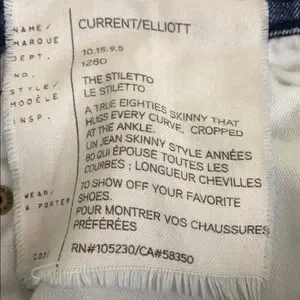 NAME/
MARQUE
CURRENT/ELLIOTT
DEPT.
NO.
10.15.9.5
1280
STYLE/
MODÈLE
THE STILETTO
LE STILETTO
INSP.
A TRUE EIGHTIES SKINNY THAT
HUGS EVERY CURVE, CROPPED
AT THE ANKLE.
UN JEAN SKINNY STYLE ANNÉES
80 QUI ÉPOUSE TOUTES LES
COURBES ; LONGUEUR CHEVILLES
WEAR/
À PORTER
TO SHOW OFF YOUR FAVORITE
SHOES.
POUR MONTRER VOS CHAUSSURES
PRÉFÉRÉES
RN#105230/CA#58350